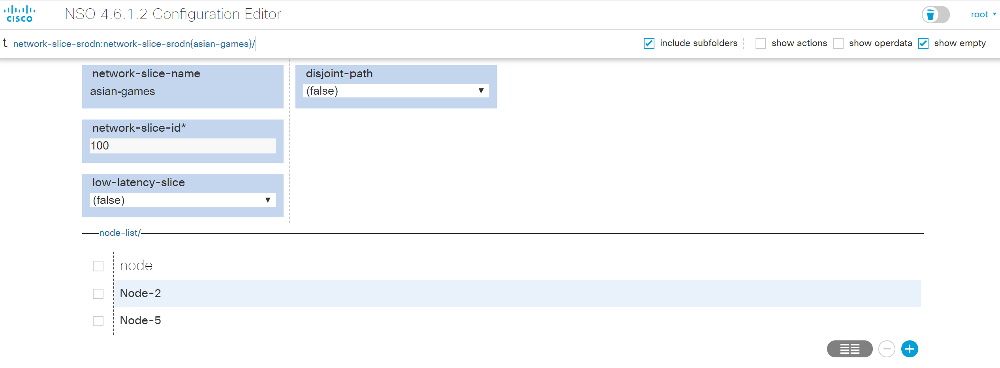 CISCO NSO 4.6.1.2 Configuration Editor root
network-slice-srodn:network-slice-srodn{asian-games}/ include subfolders show actions show operdata show empty
network-slice-name disjoint-path
asian-games (false)
network-slice-id*
100
low-latency-slice
(false)
node-list/
node
Node-2
Node-5